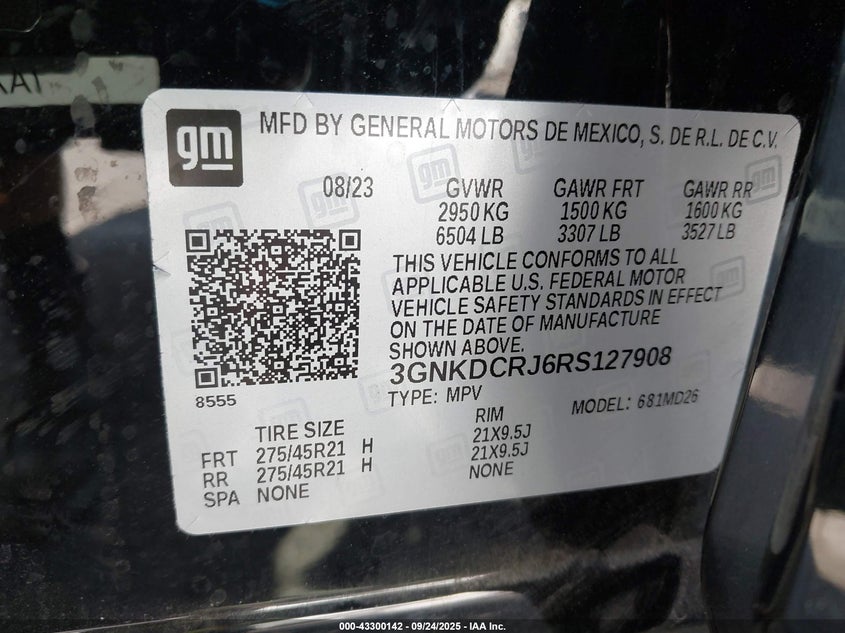 gm
MFD BY GENERAL MOTORS DE MEXICO, S. DE R.L. DE C.V.
08/23 GVWR GAWR FRT GAWR RR
2950 KG 1500 KG 1600 KG
6504 LB 3307 LB 3527 LB
THIS VEHICLE CONFORMS TO ALL
APPLICABLE U.S. FEDERAL MOTOR
VEHICLE SAFETY STANDARDS IN EFFECT
ON THE DATE OF MANUFACTURE
SHOWN ABOVE.
3GNKDCRJ6RS127908
8555
TYPE: MPV MODEL: 681MD26
TIRE SIZE RIM
FRT 275/45R21 H 21X9.5J
RR 275/45R21 H 21X9.5J
SPA NONE NONE
000-43300142 - 09/24/2025 - IAA Inc.